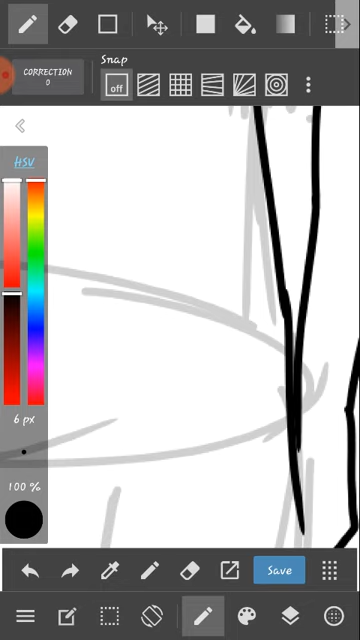 Snap
CORRECTION
0
off
HSV
6 px
100 %
Save